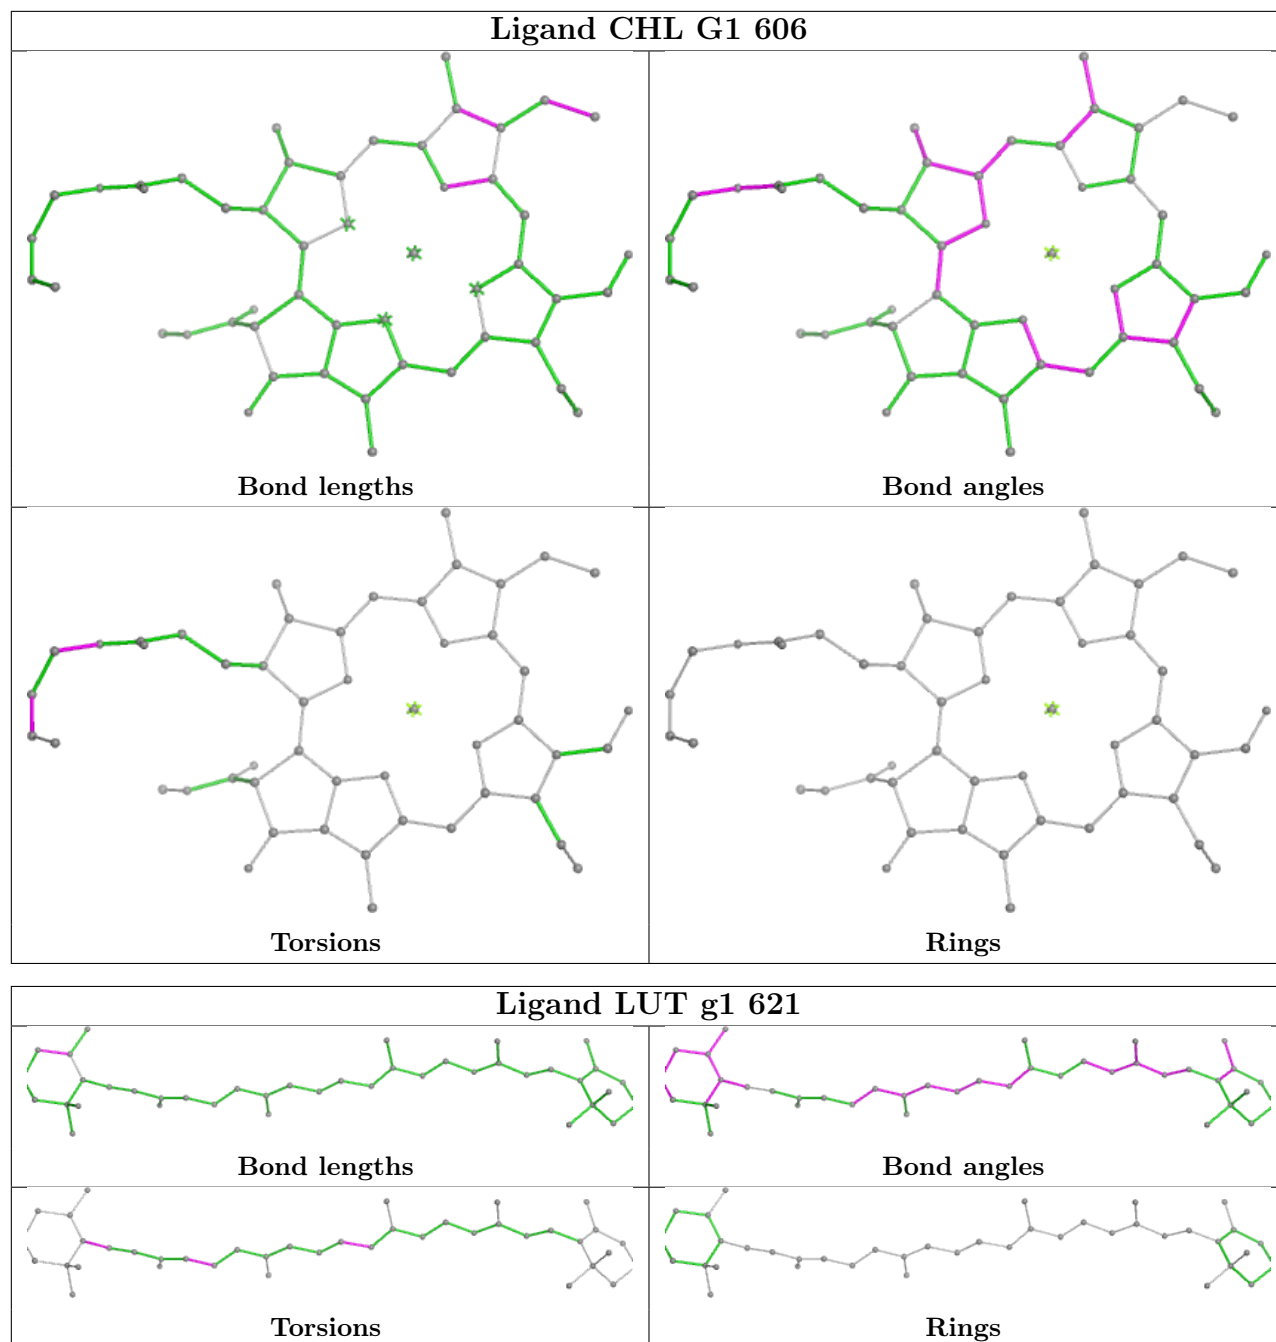 Ligand CHL G1 606
Bond lengths
Bond angles
Torsions
Rings
Ligand LUT g1 621
Bond lengths
Bond angles
Torsions
Rings